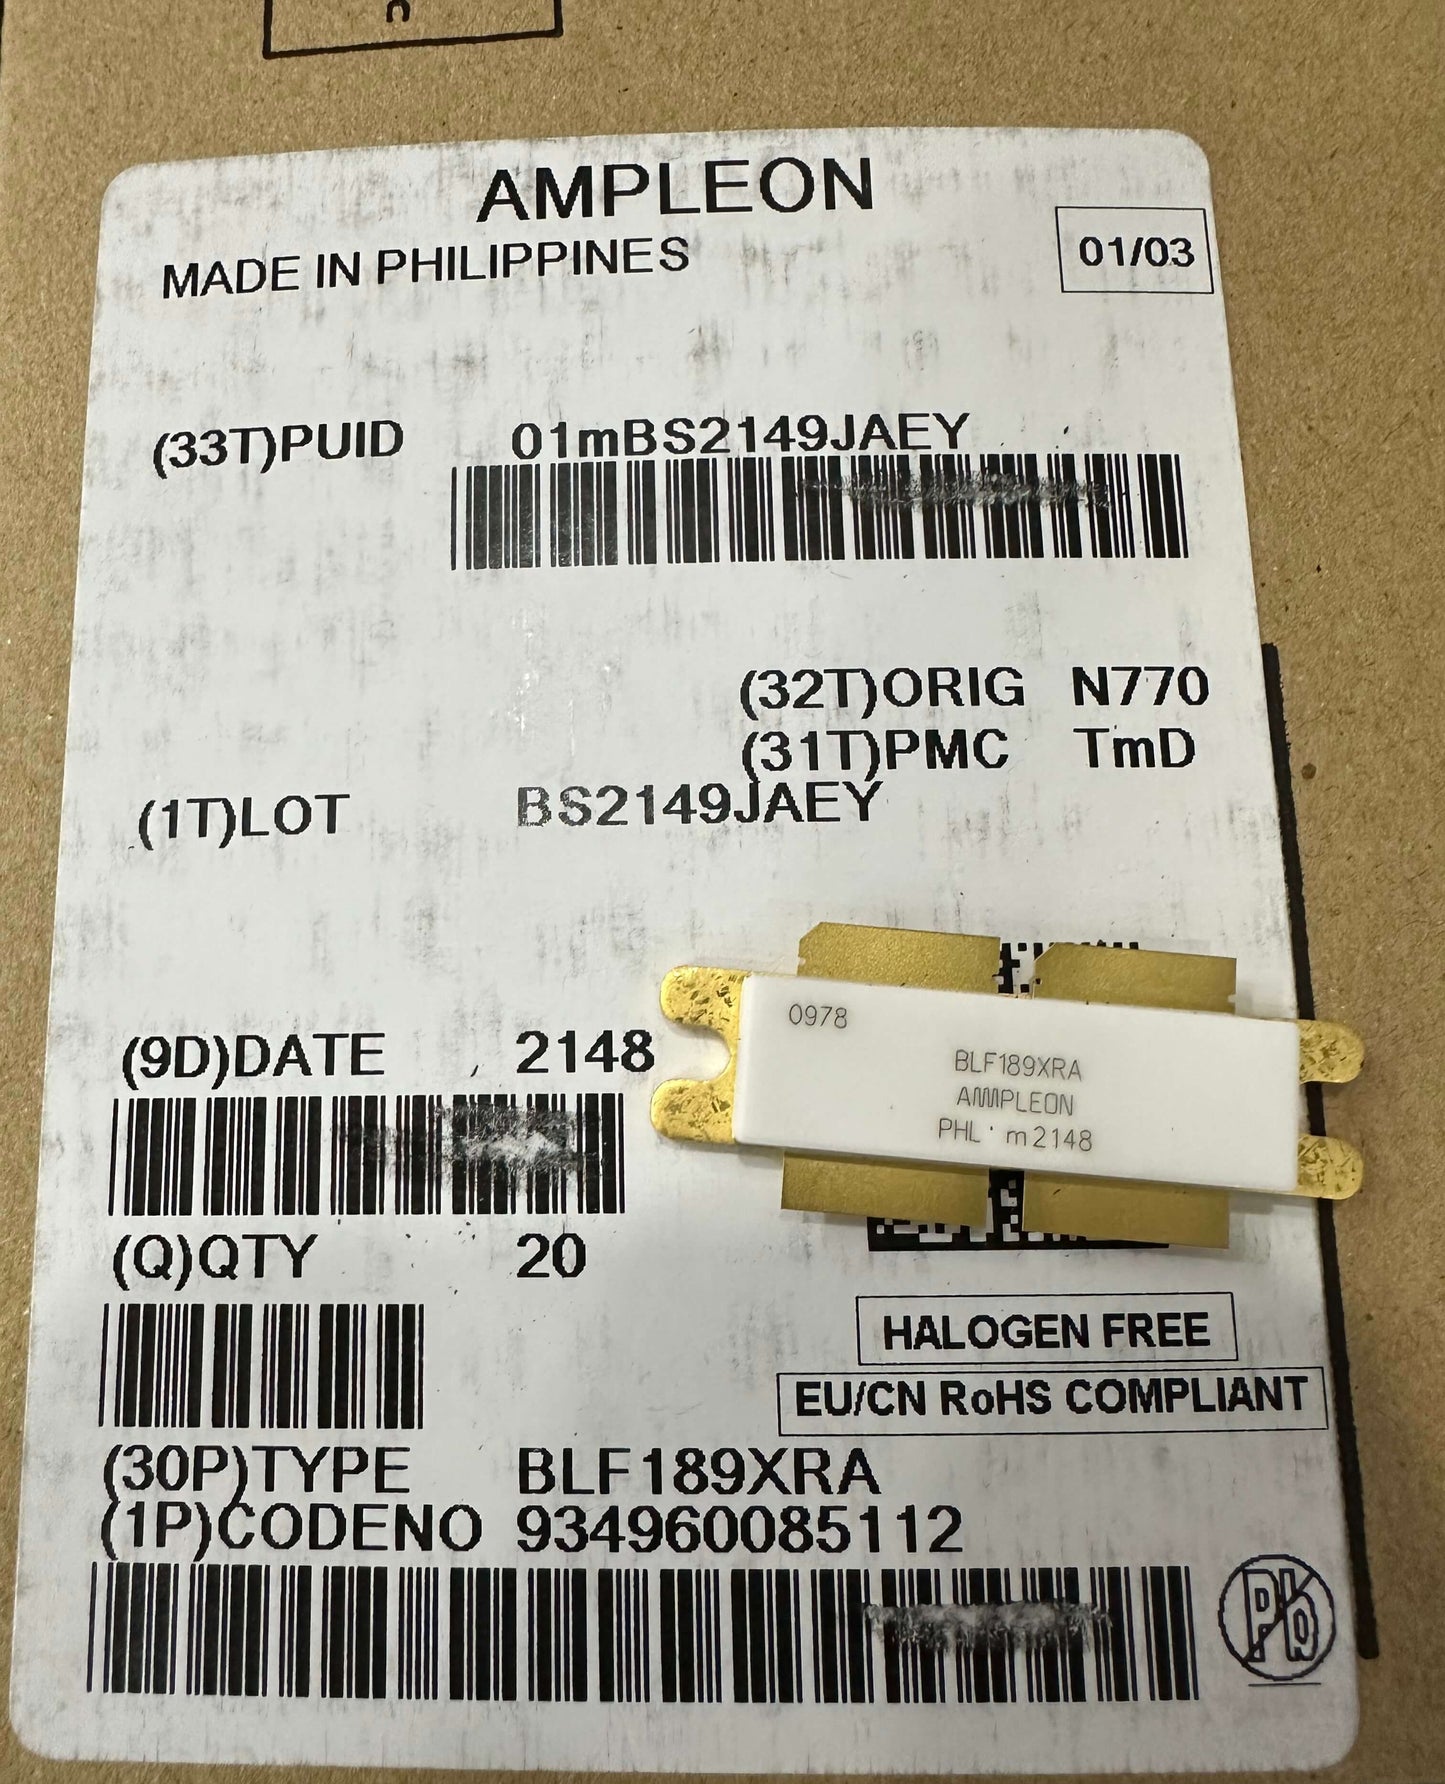 AMPLEON
MADE IN PHILIPPINES
01/03
(33T)PUID 01mBS2149JAEY
(32T)ORIG N770
(31T)PMC TmD
(1T)LOT BS2149JAEY
(9D)DATE 2148
0978
BLF189XRA
AMPLEON
PHL m2148
(Q)QTY 20
HALOGEN FREE
EU/CN RoHS COMPLIANT
(30P)TYPE BLF189XRA
(1P)CODENO 934960085112
Pb